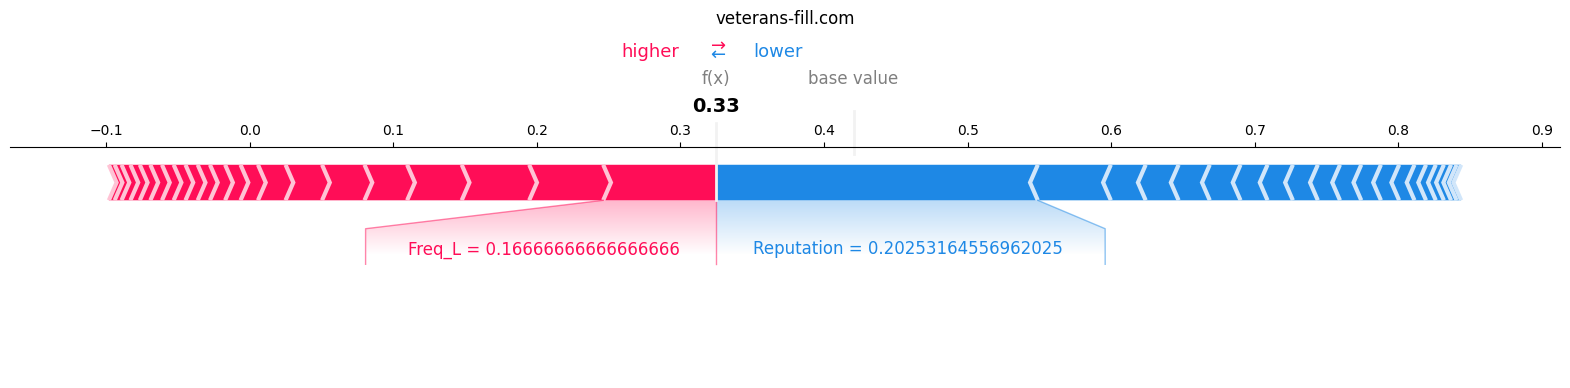 veterans-fill.com
higher ⇄ lower
f(x) base value
0.33
−0.1 0.0 0.1 0.2 0.3 0.4 0.5 0.6 0.7 0.8 0.9
Freq_L = 0.16666666666666666 Reputation = 0.20253164556962025